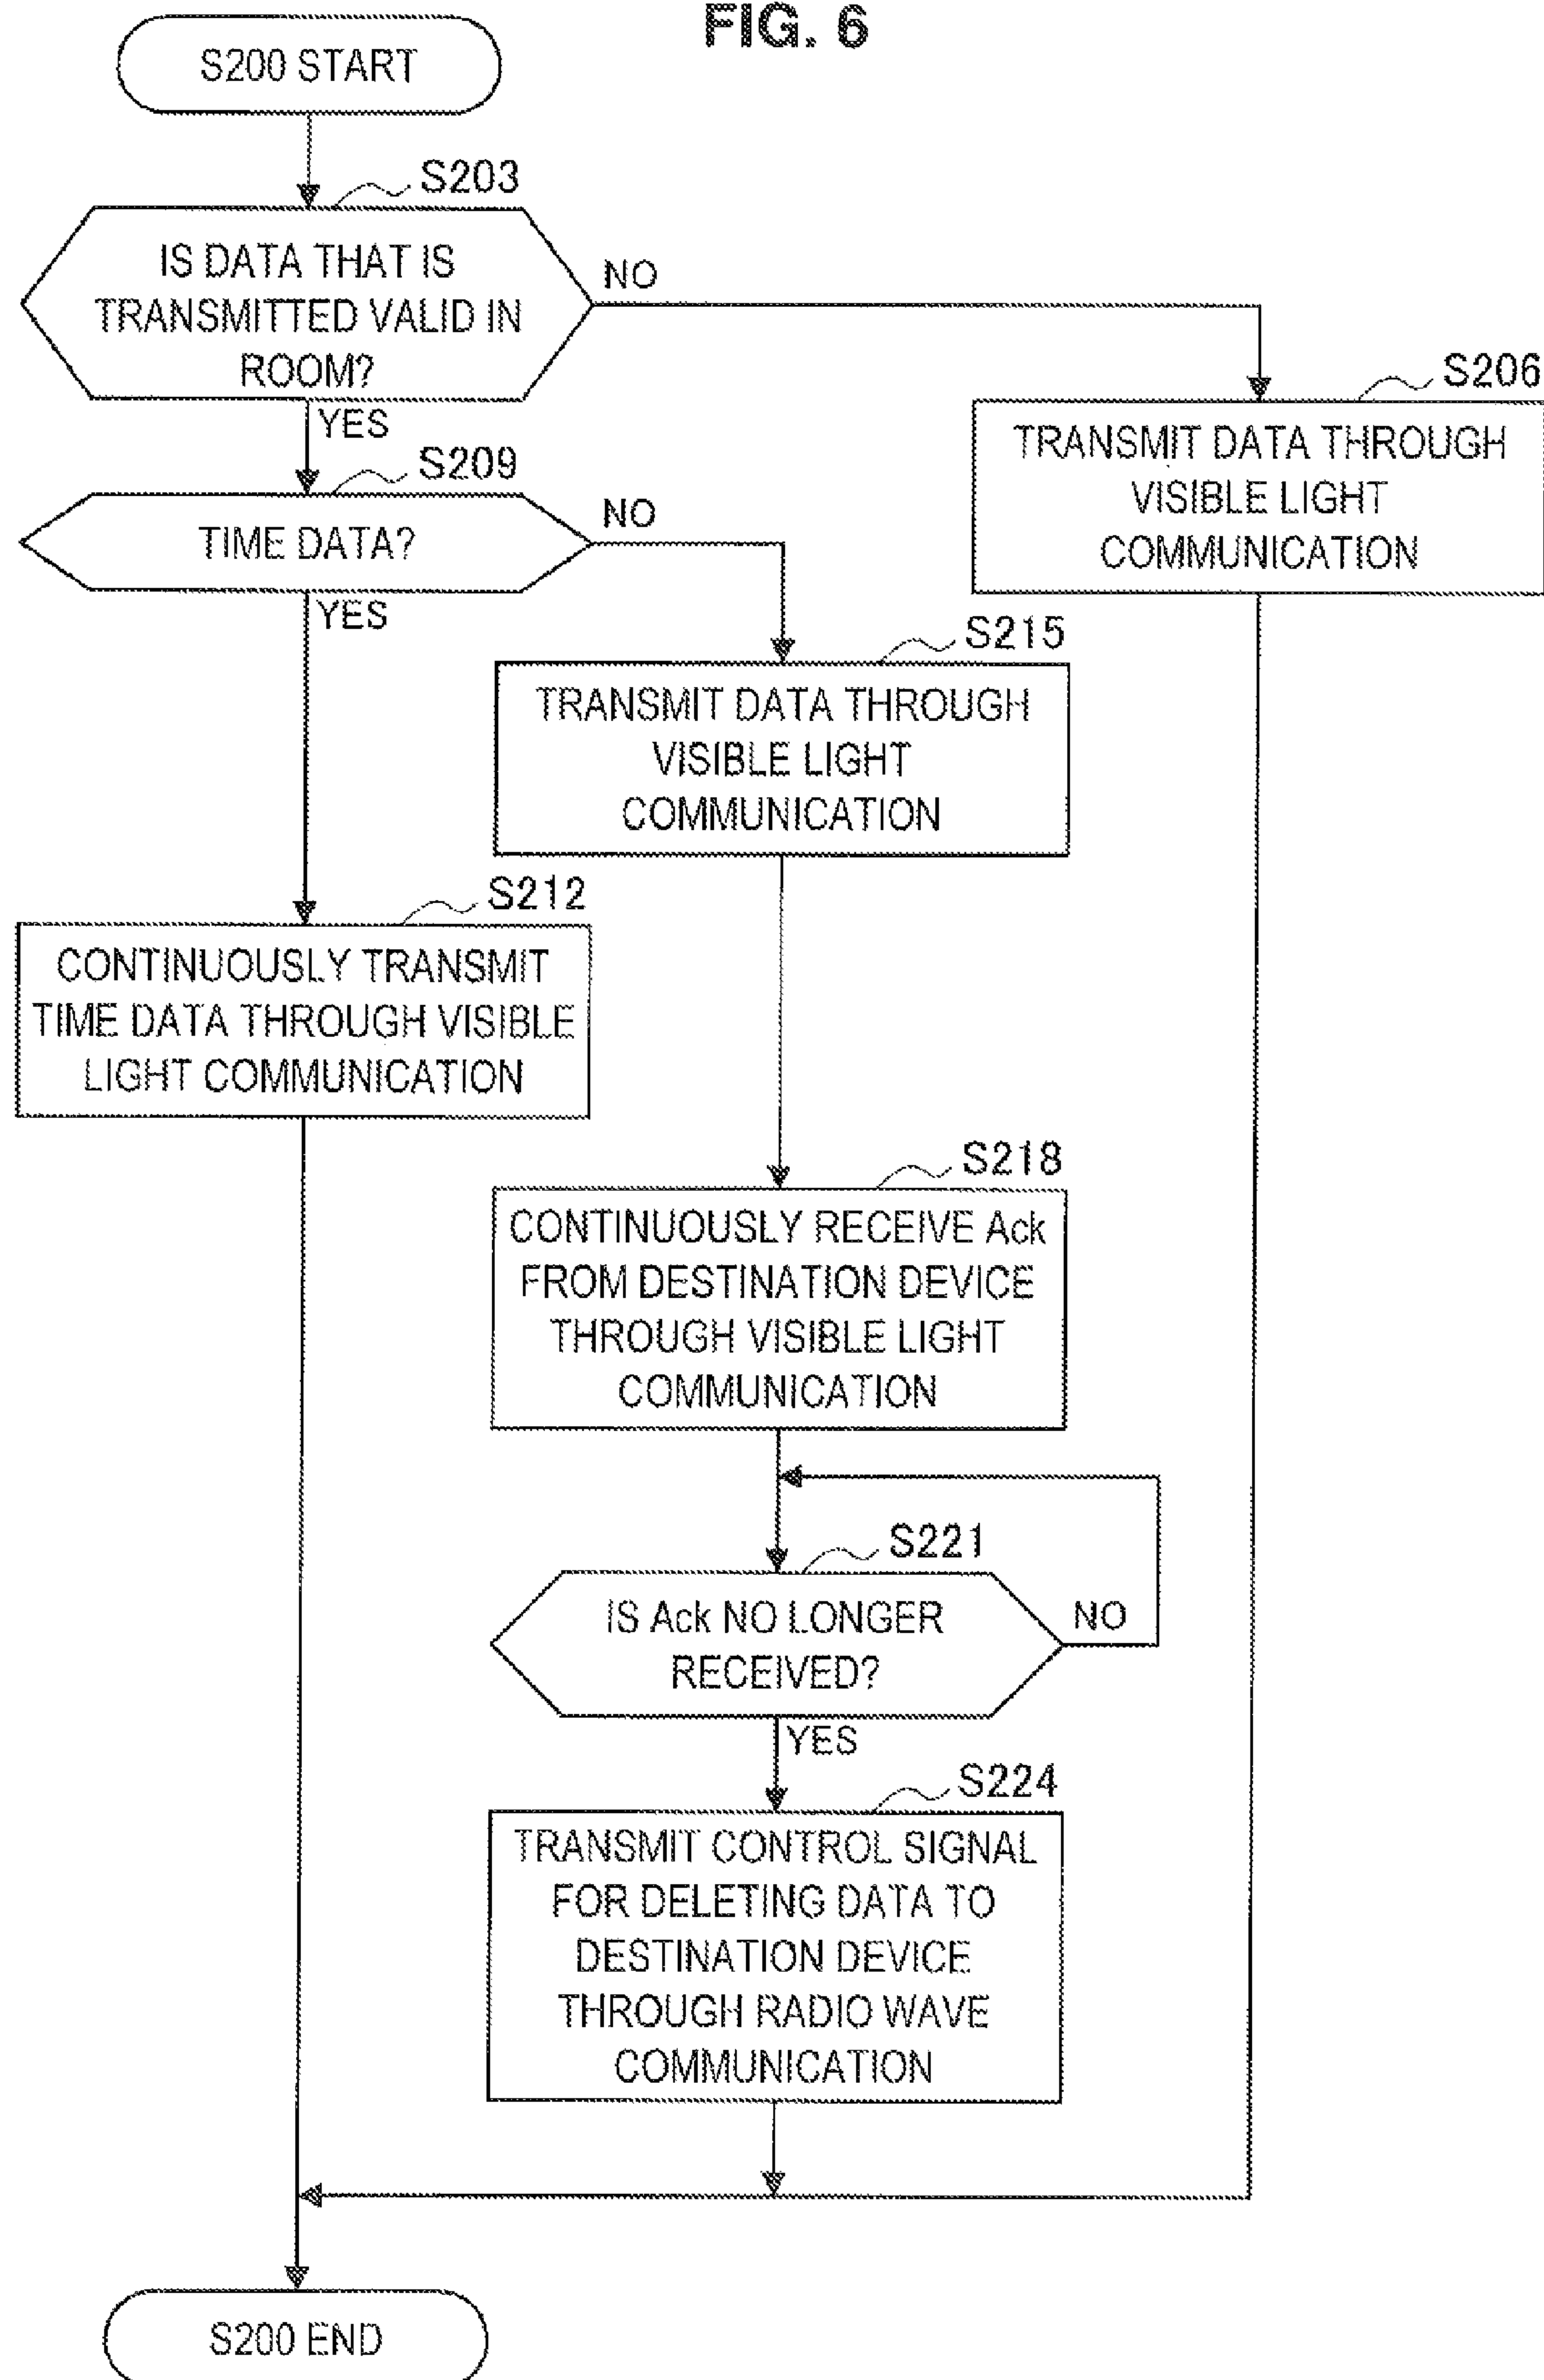 FIG. 6
S200 START
S203
IS DATA THAT IS
TRANSMITTED VALID IN
ROOM?
NO
YES
S206
TRANSMIT DATA THROUGH
VISIBLE LIGHT
COMMUNICATION
S209
TIME DATA?
NO
YES
S215
TRANSMIT DATA THROUGH
VISIBLE LIGHT
COMMUNICATION
S212
CONTINUOUSLY TRANSMIT
TIME DATA THROUGH VISIBLE
LIGHT COMMUNICATION
S218
CONTINUOUSLY RECEIVE Ack
FROM DESTINATION DEVICE
THROUGH VISIBLE LIGHT
COMMUNICATION
S221
IS Ack NO LONGER
RECEIVED?
NO
YES
S224
TRANSMIT CONTROL SIGNAL
FOR DELETING DATA TO
DESTINATION DEVICE
THROUGH RADIO WAVE
COMMUNICATION
S200 END